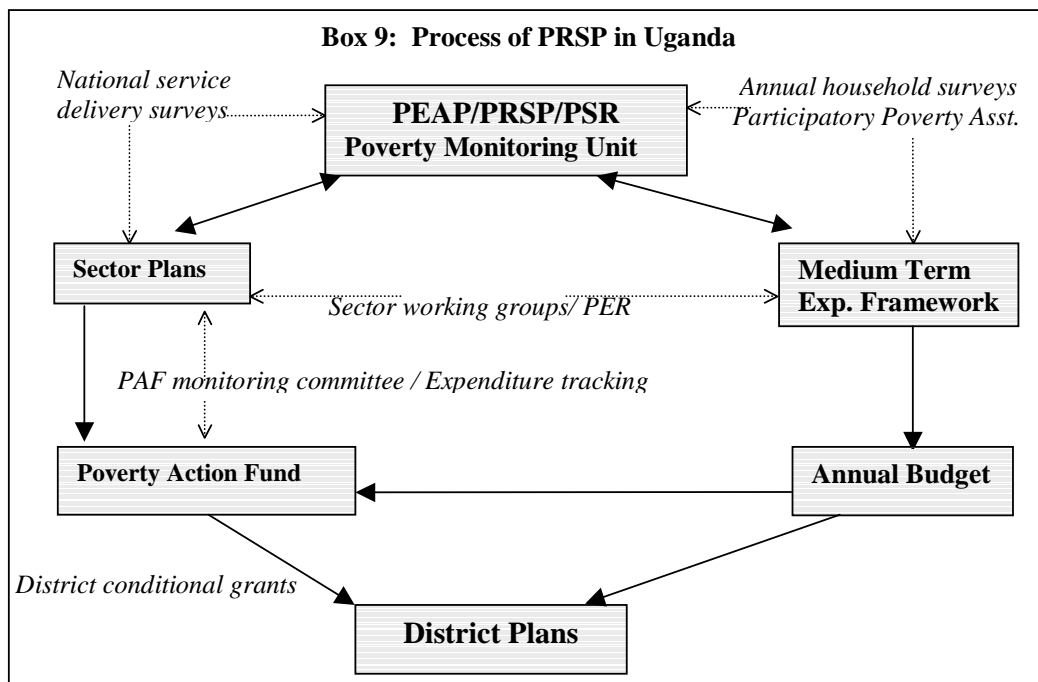 Box 9: Process of PRSP in Uganda
National service
delivery surveys
Annual household surveys
Participatory Poverty Asst.
PEAP/PRSP/PSR
Poverty Monitoring Unit
Sector Plans
Medium Term
Exp. Framework
Sector working groups/ PER
PAF monitoring committee / Expenditure tracking
Poverty Action Fund
Annual Budget
District conditional grants
District Plans